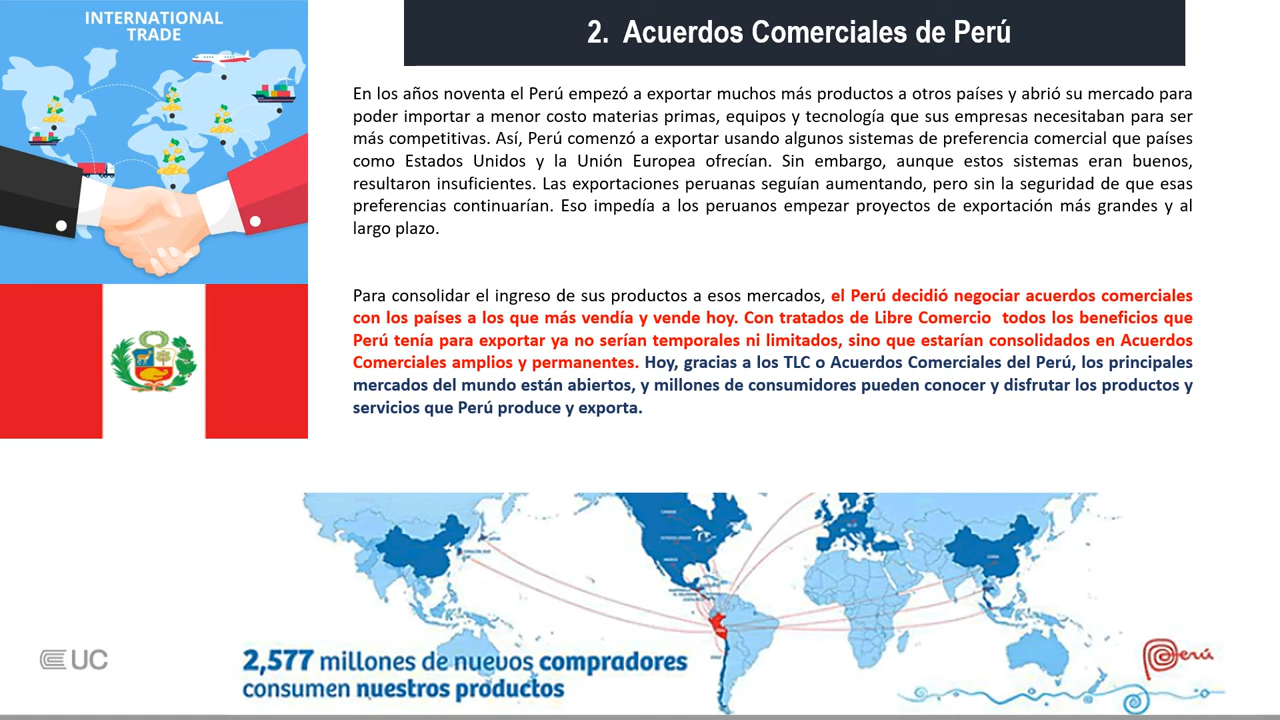 INTERNATIONAL
TRADE
2. Acuerdos Comerciales de Perú
En los años noventa el Perú empezó a exportar muchos más productos a otros países y abrió su mercado para
poder importar a menor costo materias primas, equipos y tecnología que sus empresas necesitaban para ser
más competitivas. Así, Perú comenzó a exportar usando algunos sistemas de preferencia comercial que países
como Estados Unidos y la Unión Europea ofrecían. Sin embargo, aunque estos sistemas eran buenos,
resultaron insuficientes. Las exportaciones peruanas seguían aumentando, pero sin la seguridad de que esas
preferencias continuarían. Eso impedía a los peruanos empezar proyectos de exportación más grandes y al
largo plazo.
Para consolidar el ingreso de sus productos a esos mercados, el Perú decidió negociar acuerdos comerciales
con los países a los que más vendía y vende hoy. Con tratados de Libre Comercio todos los beneficios que
Perú tenía para exportar ya no serían temporales ni limitados, sino que estarían consolidados en Acuerdos
Comerciales amplios y permanentes. Hoy, gracias a los TLC o Acuerdos Comerciales del Perú, los principales
mercados del mundo están abiertos, y millones de consumidores pueden conocer y disfrutar los productos y
servicios que Perú produce y exporta.
2,577 millones de nuevos compradores
consumen nuestros productos
UC
Perú